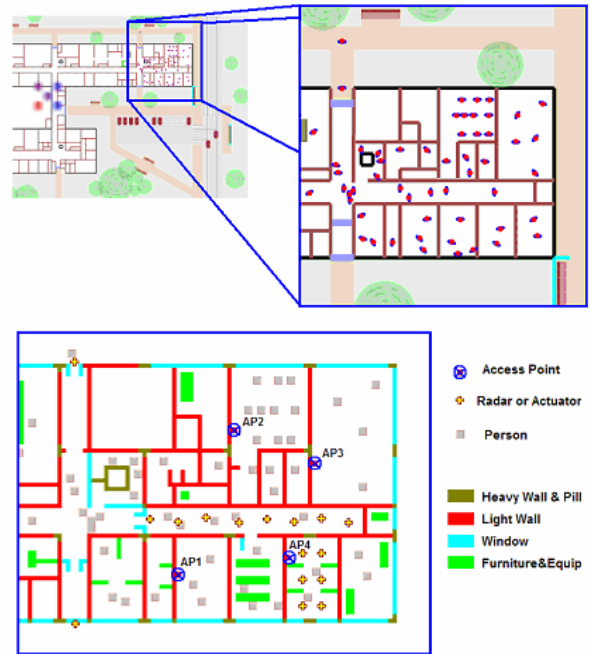 Access Point
Radar or Actuator
Person
AP2
AP3
Heavy Wall & Pill
Light Wall
Window
Furniture&Equip
AP1
AP4